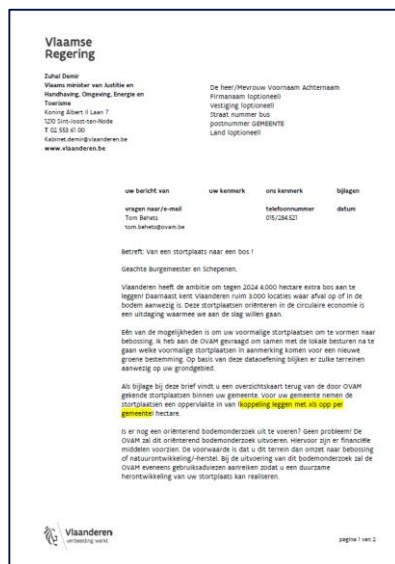 Vlaamse
Regering
Zuhal Demir
Vlaams minister van Justitie en
Handhaving, Omgeving, Energie en
Toerisme
Koning Albert II Laan 7
1210 Sint-Joost-ten-Node
T 02 553 61 00
Kabinet.demir@vlaanderen.be
www.vlaanderen.be
De heer/Mevrouw Voornaam Achternaam
Firmanaam (optioneel)
Vestiging (optioneel)
Straat nummer bus
postnummer GEMEENTE
Land (optioneel)
uw bericht van uw kenmerk ons kenmerk bijlagen
vragen naar/e-mail telefoonnummer datum
Tom Behets 015/284.521
tom.behets@ovam.be
Betreft: Van een stortplaats naar een bos !
Geachte Burgemeester en Schepenen,
Vlaanderen heeft de ambitie om tegen 2024 4.000 hectare extra bos aan te
leggen! Daarnaast kent Vlaanderen ruim 3.000 locaties waar afval op of in de
bodem aanwezig is. Deze stortplaatsen oriënteren in de circulaire economie is
een uitdaging waarmee we aan de slag willen gaan.
Eén van de mogelijkheden is om uw voormalige stortplaatsen om te vormen naar
bebossing. Ik heb aan de OVAM gevraagd om samen met de lokale besturen na te
gaan welke voormalige stortplaatsen in aanmerking komen voor een nieuwe
groene bestemming. Op basis van deze dataoefening blijken er zulke terreinen
aanwezig op uw grondgebied.
Als bijlage bij deze brief vindt u een overzichtskaart terug van de door OVAM
gekende stortplaatsen binnen uw gemeente. Voor uw gemeente nemen de
stortplaatsen een oppervlakte in van (koppeling leggen met xls opp per
gemeente) hectare.
Is er nog een oriënterend bodemonderzoek uit te voeren? Geen probleem! De
OVAM zal dit oriënterend bodemonderzoek uitvoeren. Hiervoor zijn er financiële
middelen voorzien. De voorwaarde is dat u dit terrein dan omzet naar bebossing
of natuurontwikkeling/-herstel. Bij de uitvoering van dit bodemonderzoek zal de
OVAM eveneens gebruiksadviezen aanreiken zodat u een duurzame
herontwikkeling van uw stortplaats kan realiseren.
Vlaanderen
verbeelding werkt
pagina 1 van 2